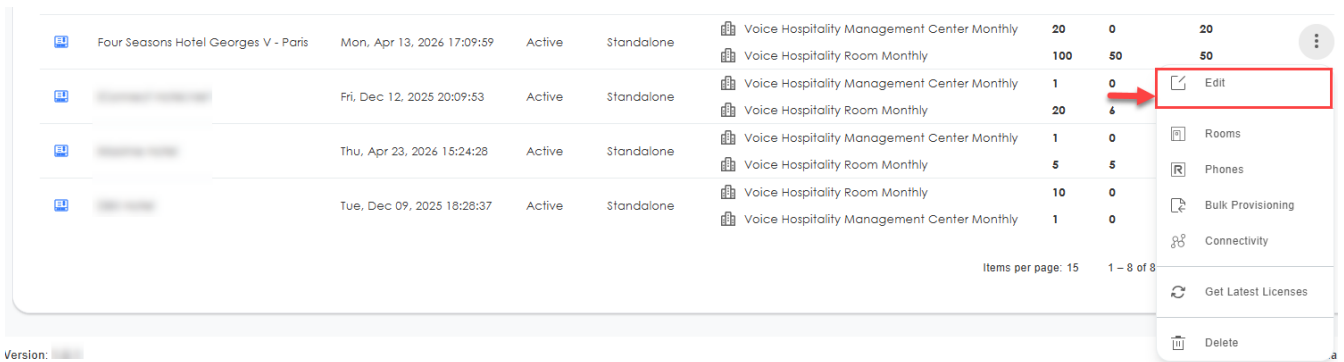 Four Seasons Hotel Georges V - Paris Mon, Apr 13, 2026 17:09:59 Active Standalone Voice Hospitality Management Center Monthly 20 0 20
Voice Hospitality Room Monthly 100 50 50
Fri, Dec 12, 2025 20:09:53 Active Standalone Voice Hospitality Management Center Monthly 1 0
Voice Hospitality Room Monthly 20 6
Thu, Apr 23, 2026 15:24:28 Active Standalone Voice Hospitality Management Center Monthly 1 0
Voice Hospitality Room Monthly 5 5
Tue, Dec 09, 2025 18:28:37 Active Standalone Voice Hospitality Room Monthly 10 0
Voice Hospitality Management Center Monthly 1 0
Items per page: 15 1 – 8 of 8
Edit
Rooms
Phones
Bulk Provisioning
Connectivity
Get Latest Licenses
Delete
Version: